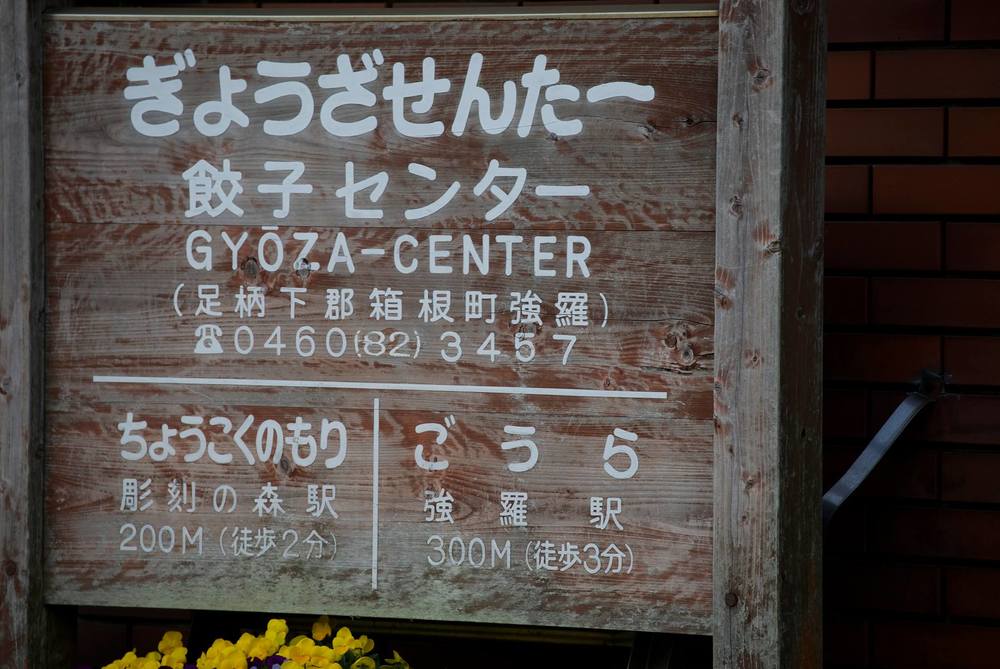 ぎょうざせんたー
餃子センター
GYŌZA-CENTER
(足柄下郡箱根町強羅)
☎0460(82)3457
ちょうこくのもり
彫刻の森駅
200M(徒歩2分)
ごうら
強羅駅
300M(徒歩3分)